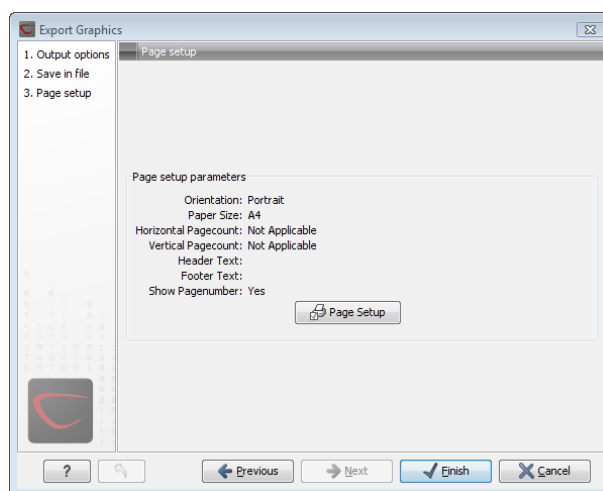 Export Graphics
1. Output options
2. Save in file
3. Page setup
Page setup
Page setup parameters
Orientation: Portrait
Paper Size: A4
Horizontal Pagecount: Not Applicable
Vertical Pagecount: Not Applicable
Header Text:
Footer Text:
Show Pagenumber: Yes
Page Setup
?
Previous
Next
Finish
Cancel